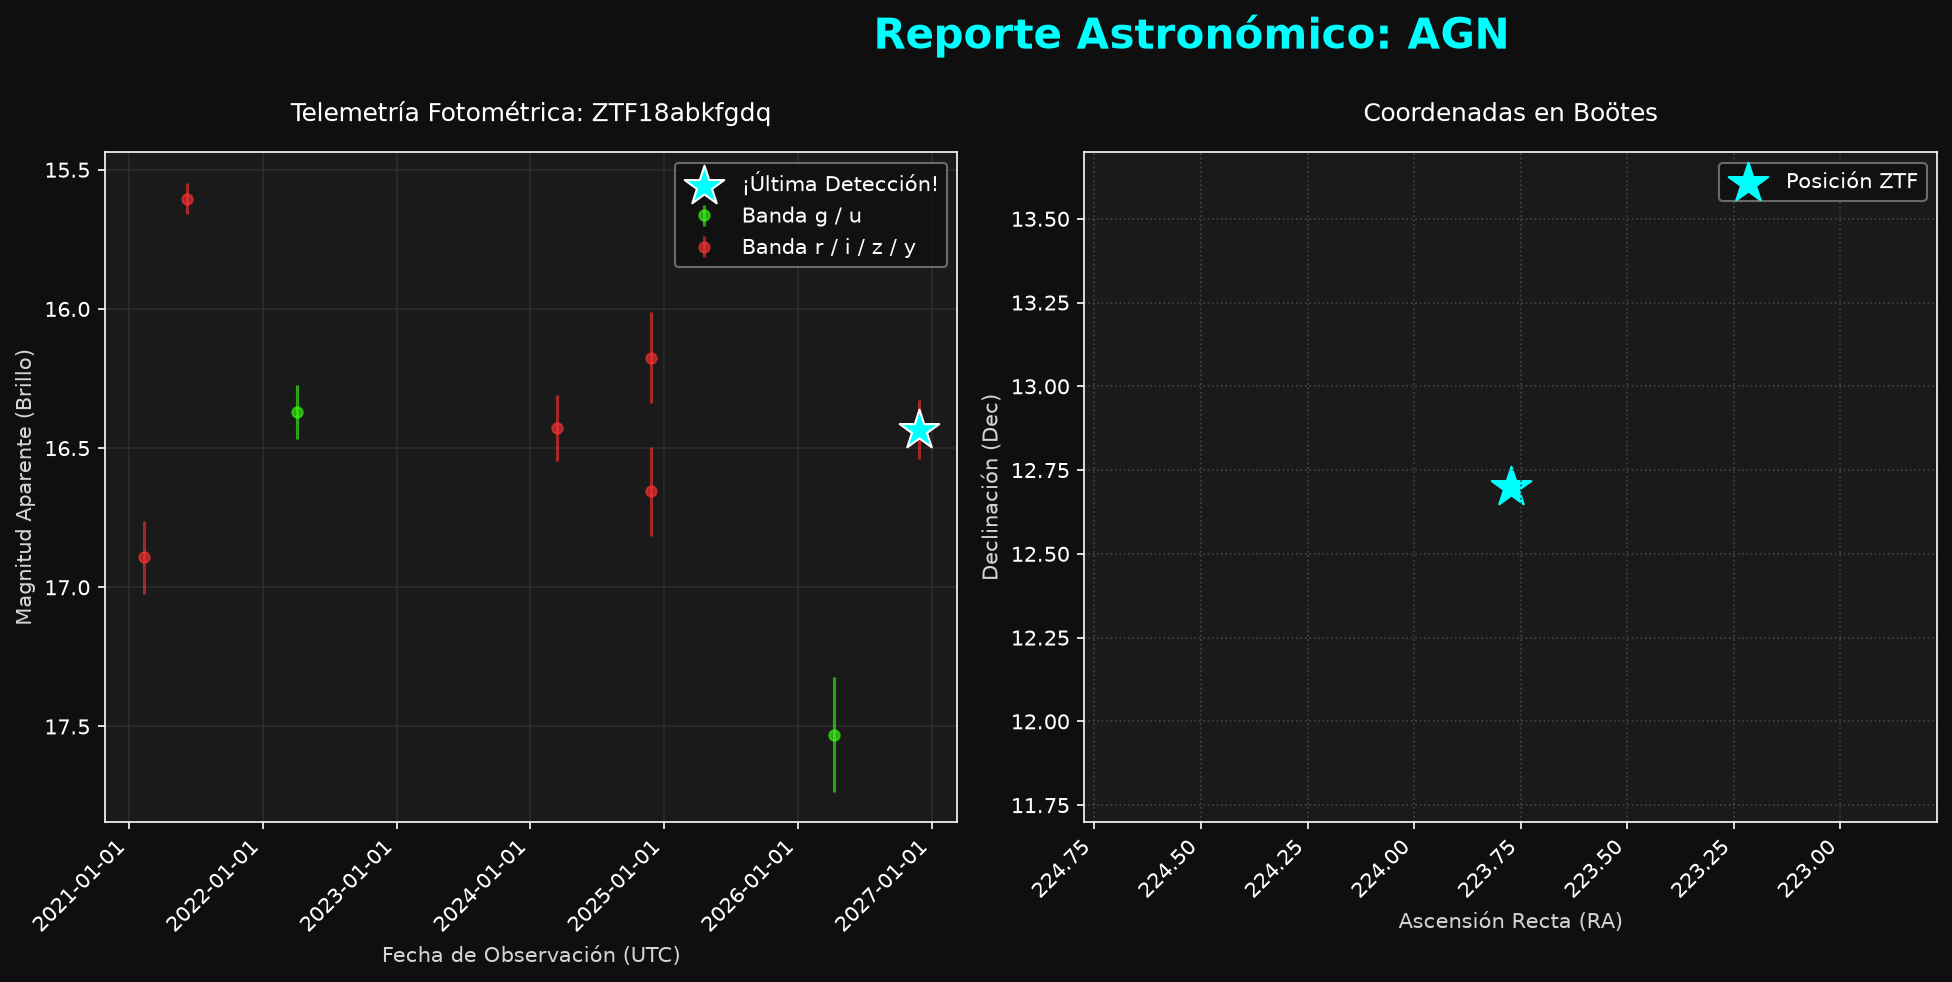 Reporte Astronómico: AGN
Telemetría Fotométrica: ZTF18abkfgdq
¡Última Detección!
Banda g / u
Banda r / i / z / y
Magnitud Aparente (Brillo)
15.5
16.0
16.5
17.0
17.5
2021-01-01
2022-01-01
2023-01-01
2024-01-01
2025-01-01
2026-01-01
2027-01-01
Fecha de Observación (UTC)
Coordenadas en Boötes
Posición ZTF
Declinación (Dec)
13.50
13.25
13.00
12.75
12.50
12.25
12.00
11.75
224.75
224.50
224.25
224.00
223.75
223.50
223.25
223.00
Ascensión Recta (RA)